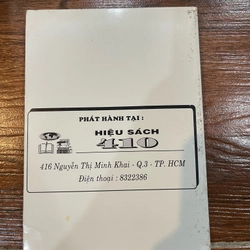 PHÁT HÀNH TẠI :
HIỆU SÁCH
410
416 Nguyễn Thị Minh Khai - Q.3 - TP. HCM
Điện thoại : 8322386